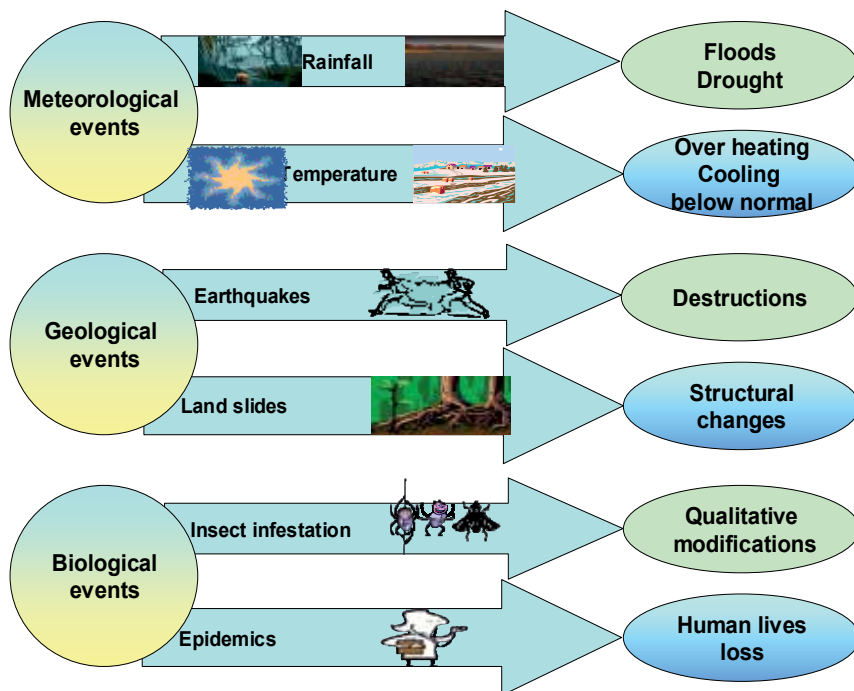 Meteorological
events
Rainfall
Floods
Drought
Temperature
Over heating
Cooling
below normal
Geological
events
Earthquakes
Destructions
Land slides
Structural
changes
Biological
events
Insect infestation
Qualitative
modifications
Epidemics
Human lives
loss